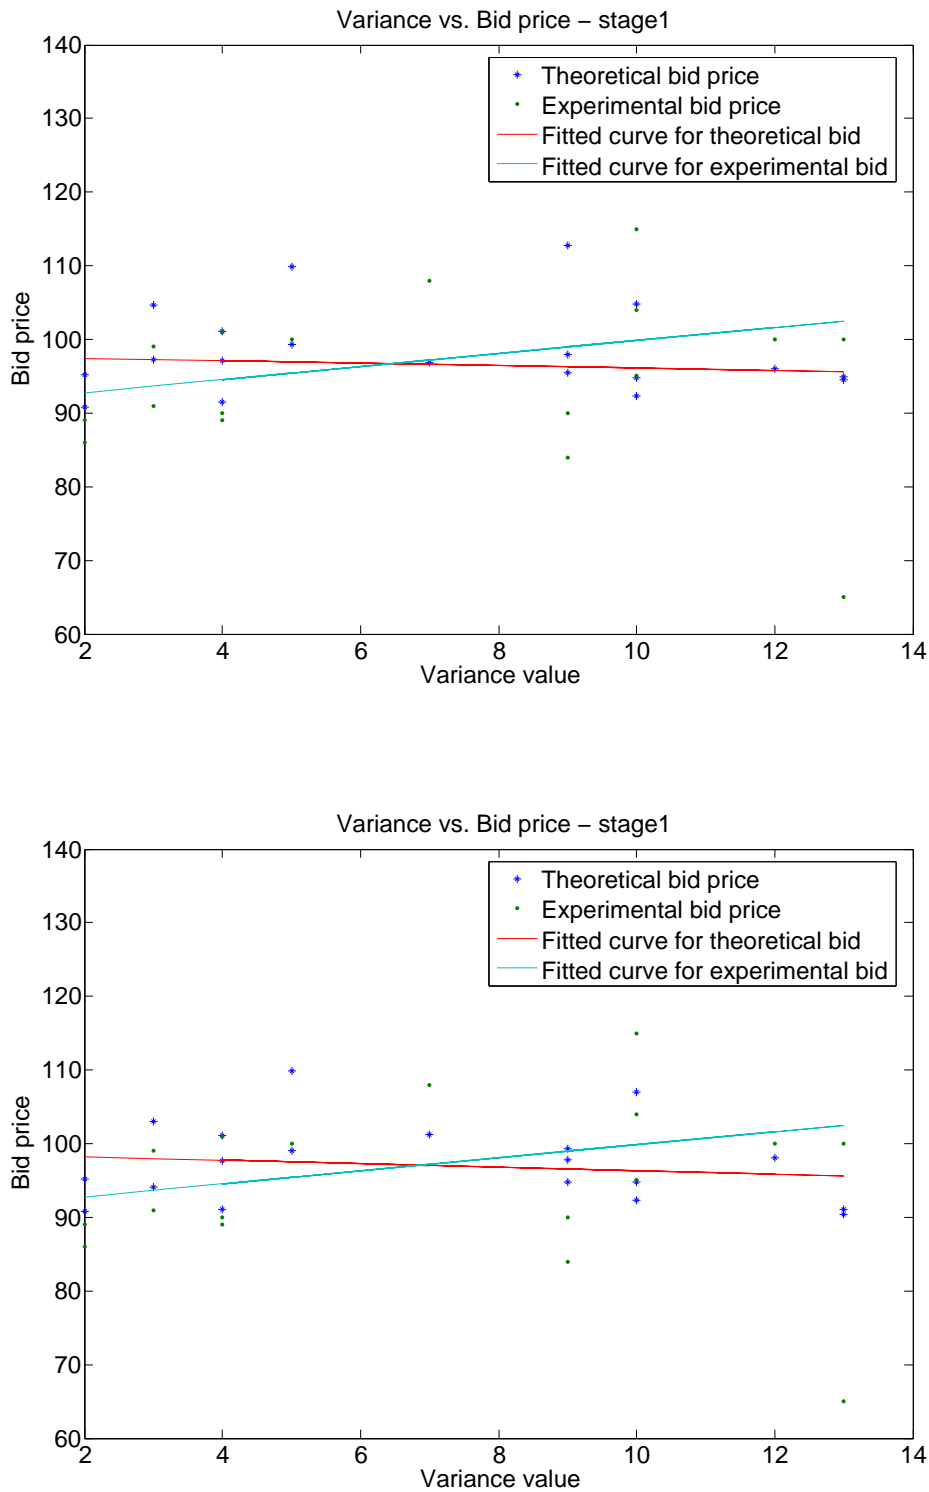 Variance vs. Bid price – stage1
140
130
120
110
100
90
80
70
60
Bid price
Theoretical bid price
Experimental bid price
Fitted curve for theoretical bid
Fitted curve for experimental bid
2 4 6 8 10 12 14
Variance value
Variance vs. Bid price – stage1
140
130
120
110
100
90
80
70
60
Bid price
Theoretical bid price
Experimental bid price
Fitted curve for theoretical bid
Fitted curve for experimental bid
2 4 6 8 10 12 14
Variance value